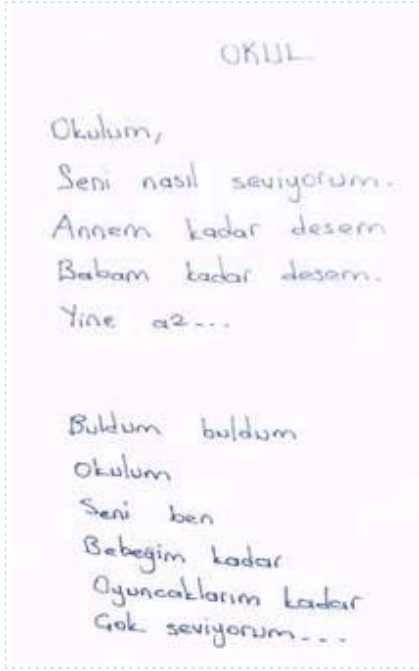 OKUL
Okulum,
Seni nasıl seviyorum.
Annem kadar desem
Babam kadar desem.
Yine az...
Buldum buldum
Okulum
Seni ben
Bebeğim kadar
Oyuncaklarım kadar
Çok seviyorum...